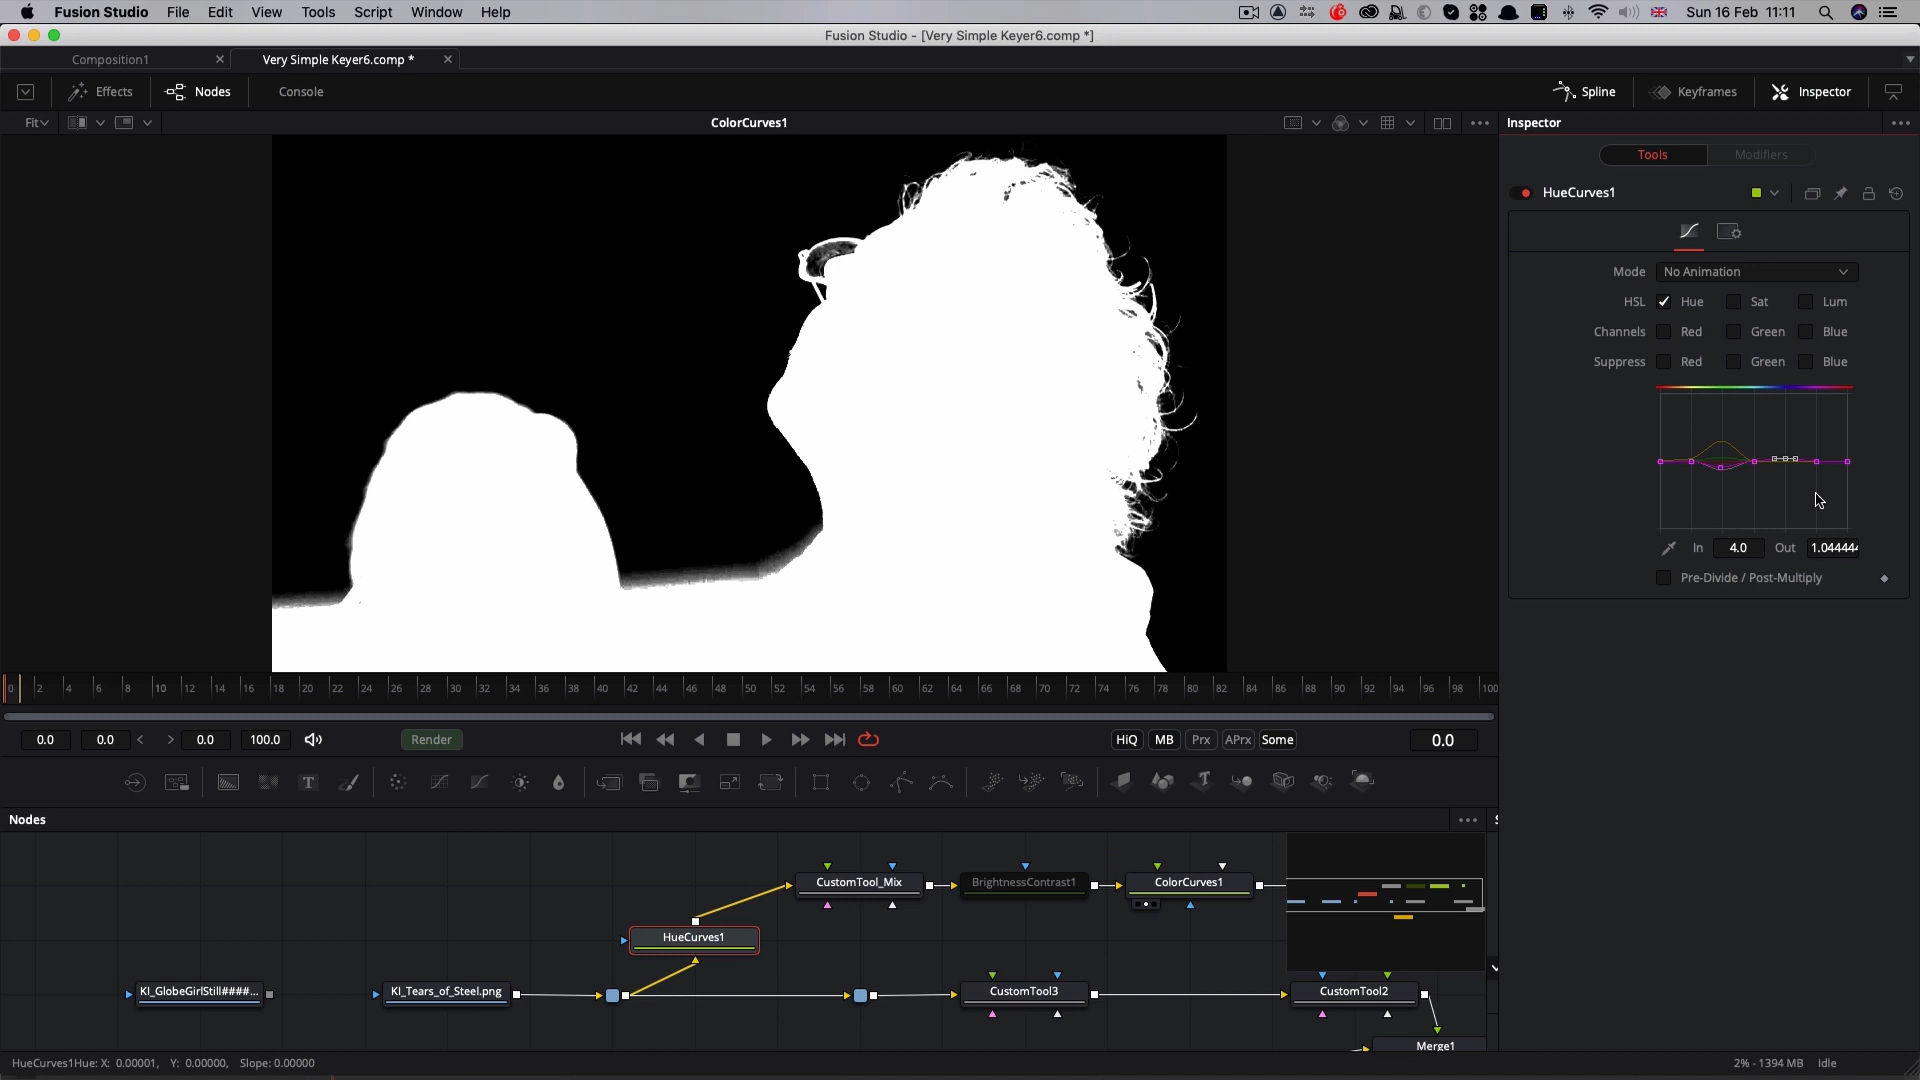 Fusion Studio File Edit View Tools Script Window Help Sun 16 Feb 11:11
Fusion Studio - [Very Simple Keyer6.comp *]
Composition1 Very Simple Keyer6.comp *
Effects Nodes Console Spline Keyframes Inspector
Fit ColorCurves1 Inspector
Tools Modifiers
HueCurves1
Mode No Animation
HSL Hue Sat Lum
Channels Red Green Blue
Suppress Red Green Blue
In 4.0 Out 1.044444
Pre-Divide / Post-Multiply
0 2 4 6 8 10 12 14 16 18 20 22 24 26 28 30 32 34 36 38 40 42 44 46 48 50 52 54 56 58 60 62 64 66 68 70 72 74 76 78 80 82 84 86 88 90 92 94 96 98 100
0.0 0.0 < > 0.0 100.0 Render HiQ MB Prx APrx Some 0.0
Nodes
CustomTool_Mix BrightnessContrast1 ColorCurves1
HueCurves1
KI_GlobeGirlStill####... KI_Tears_of_Steel.png CustomTool3 CustomTool2
Merge1
HueCurves1Hue: X: 0.00001, Y: 0.00000, Slope: 0.00000 2% - 1394 MB Idle